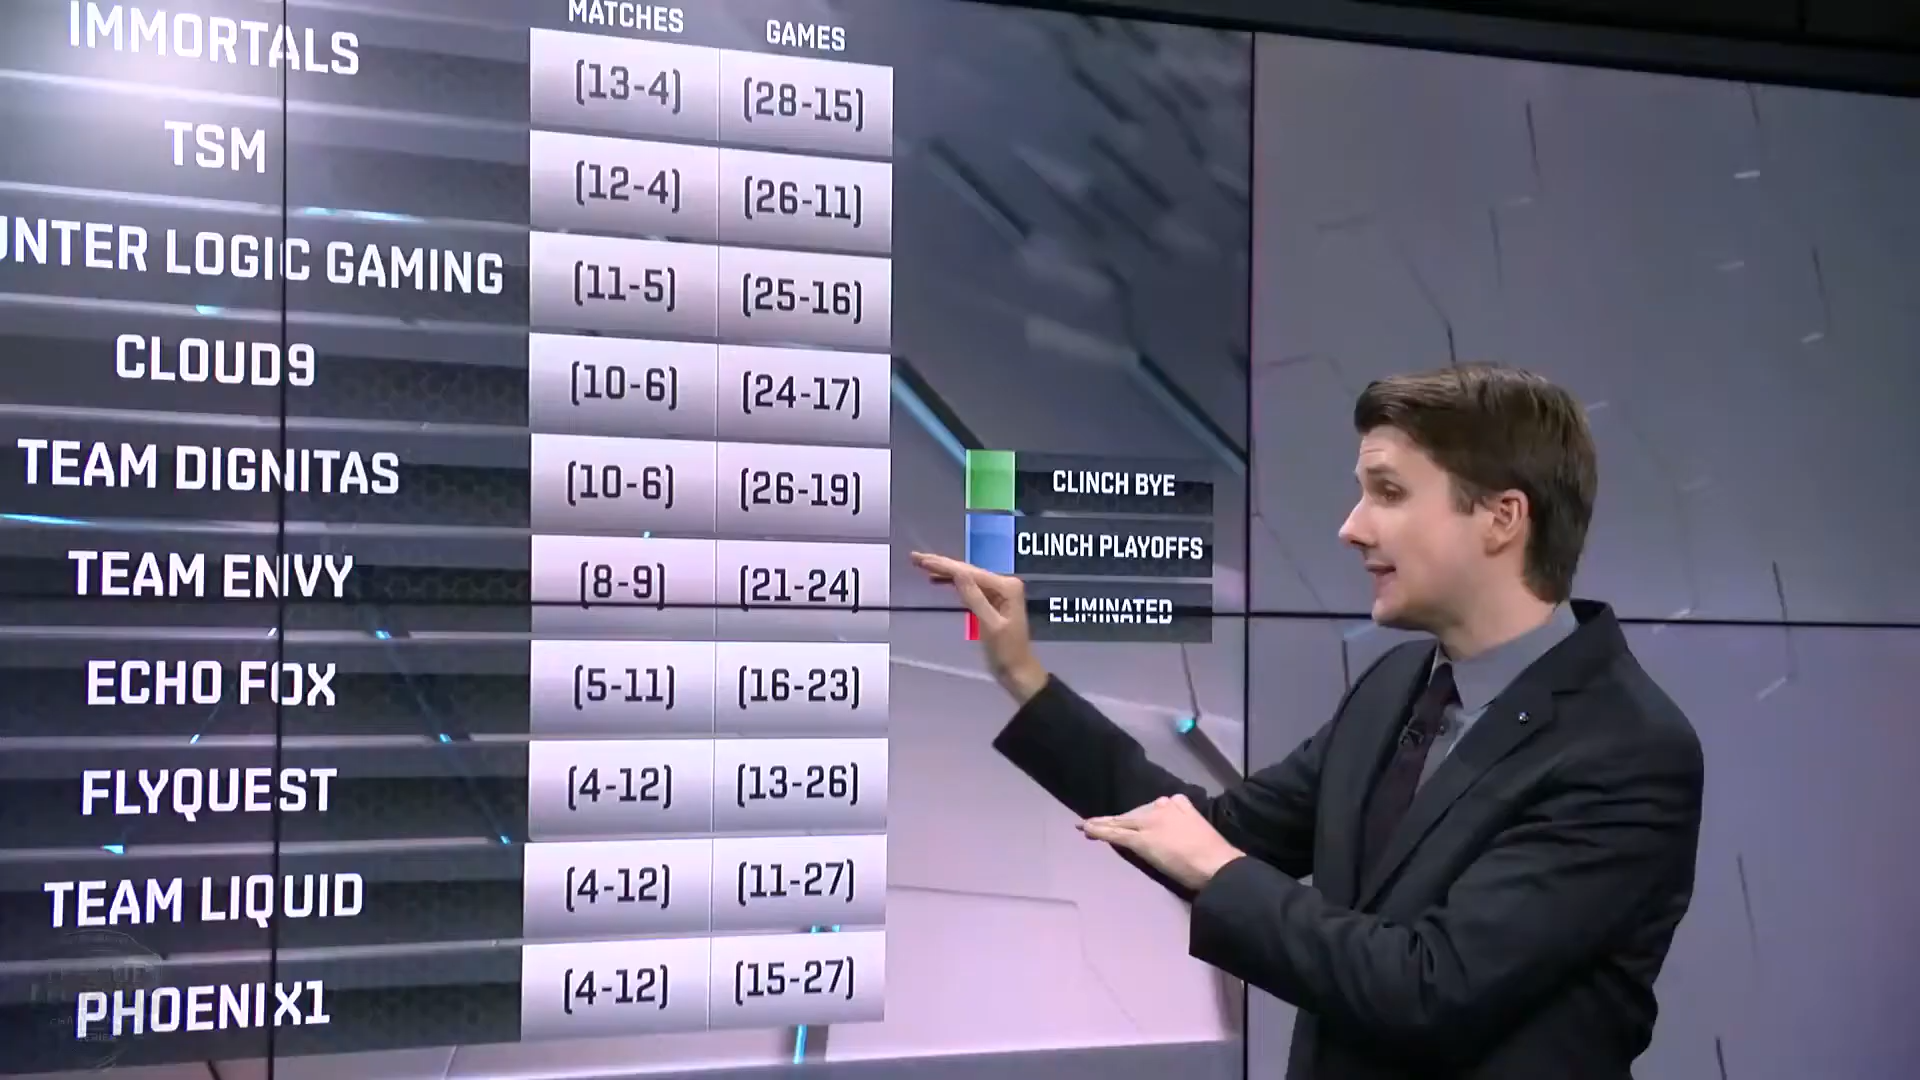 MATCHES GAMES
IMMORTALS (13-4) (28-15)
TSM (12-4) (26-11)
UNTER LOGIC GAMING (11-5) (25-16)
CLOUD9 (10-6) (24-17)
TEAM DIGNITAS (10-6) (26-19)
TEAM ENVY (8-9) (21-24)
ECHO FOX (5-11) (16-23)
FLYQUEST (4-12) (13-26)
TEAM LIQUID (4-12) (11-27)
PHOENIX1 (4-12) (15-27)
CLINCH BYE
CLINCH PLAYOFFS
ELIMINATED